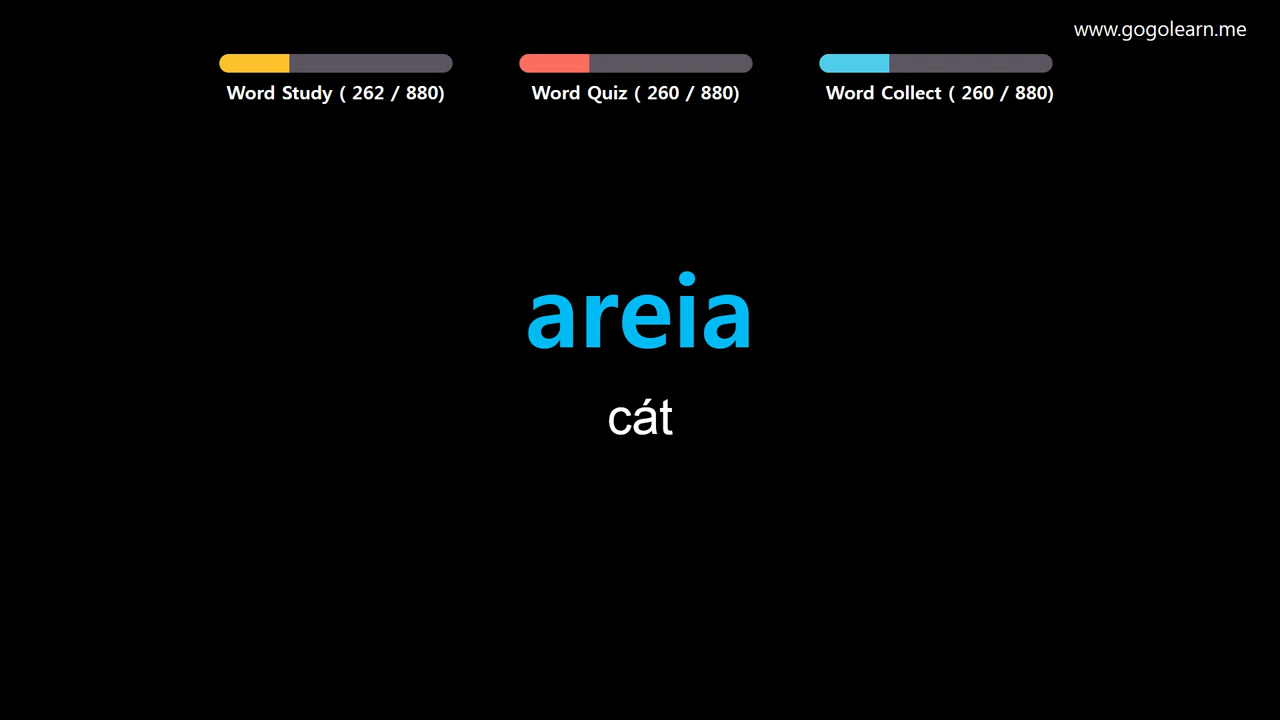 www.gogolearn.me
Word Study ( 262 / 880)
Word Quiz ( 260 / 880)
Word Collect ( 260 / 880)
areia
cát